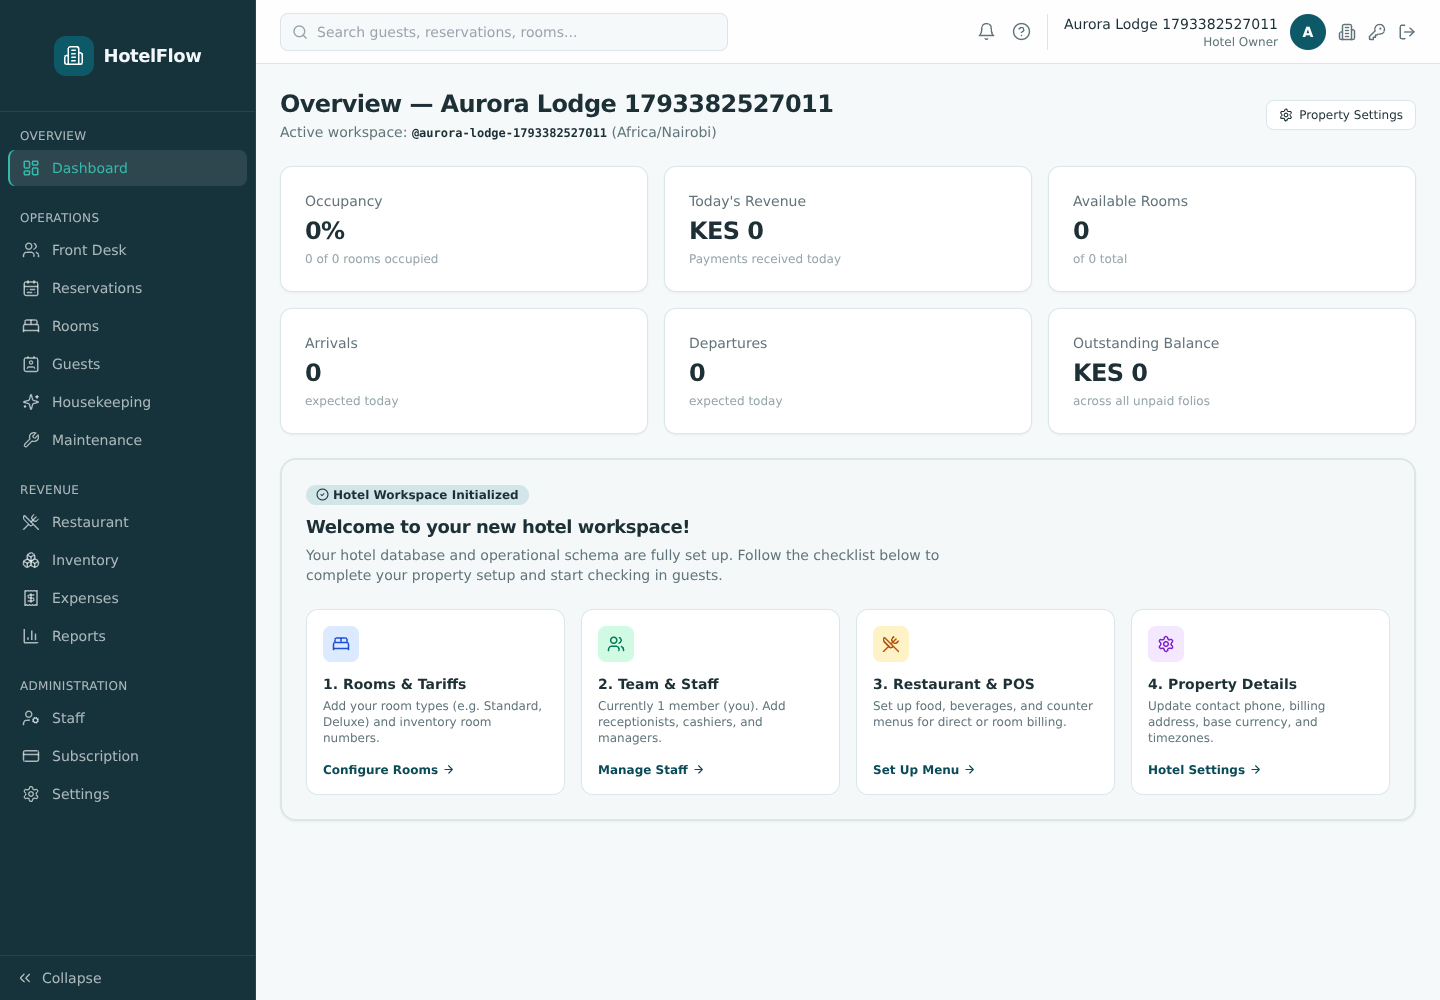 HotelFlow
OVERVIEW
Dashboard
OPERATIONS
Front Desk
Reservations
Rooms
Guests
Housekeeping
Maintenance
REVENUE
Restaurant
Inventory
Expenses
Reports
ADMINISTRATION
Staff
Subscription
Settings
Collapse
Search guests, reservations, rooms...
Aurora Lodge 1793382527011
Hotel Owner
A
Overview — Aurora Lodge 1793382527011
Active workspace: @aurora-lodge-1793382527011 (Africa/Nairobi)
Property Settings
Occupancy
0%
0 of 0 rooms occupied
Today's Revenue
KES 0
Payments received today
Available Rooms
0
of 0 total
Arrivals
0
expected today
Departures
0
expected today
Outstanding Balance
KES 0
across all unpaid folios
Hotel Workspace Initialized
Welcome to your new hotel workspace!
Your hotel database and operational schema are fully set up. Follow the checklist below to
complete your property setup and start checking in guests.
1. Rooms & Tariffs
Add your room types (e.g. Standard,
Deluxe) and inventory room
numbers.
Configure Rooms →
2. Team & Staff
Currently 1 member (you). Add
receptionists, cashiers, and
managers.
Manage Staff →
3. Restaurant & POS
Set up food, beverages, and counter
menus for direct or room billing.
Set Up Menu →
4. Property Details
Update contact phone, billing
address, base currency, and
timezones.
Hotel Settings →